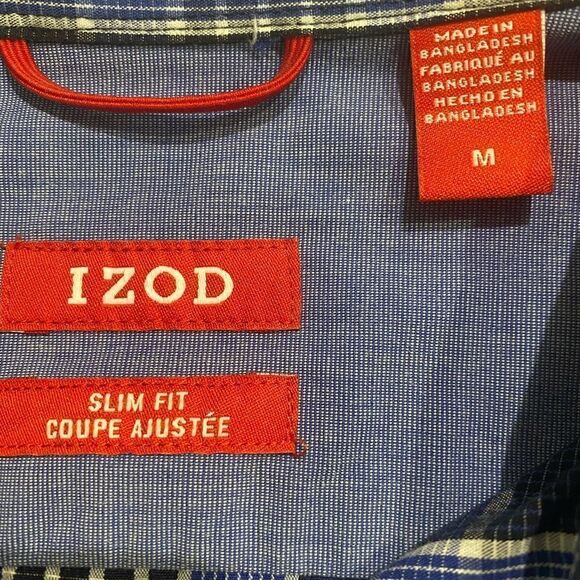 MADE IN
BANGLADESH
FABRIQUÉ AU
BANGLADESH
HECHO EN
BANGLADESH
M
IZOD
SLIM FIT
COUPE AJUSTÉE